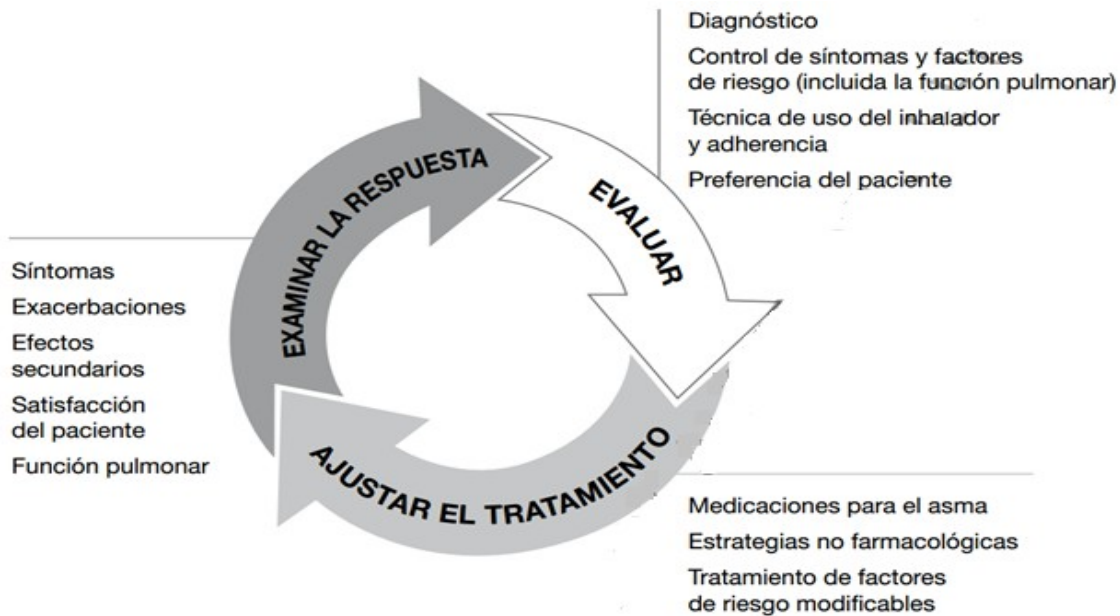 Diagnóstico
Control de síntomas y factores
de riesgo (incluida la función pulmonar)
Técnica de uso del inhalador
y adherencia
Preferencia del paciente
EVALUAR
EXAMINAR LA RESPUESTA
Síntomas
Exacerbaciones
Efectos
secundarios
Satisfacción
del paciente
Función pulmonar
AJUSTAR EL TRATAMIENTO
Medicaciones para el asma
Estrategias no farmacológicas
Tratamiento de factores
de riesgo modificables